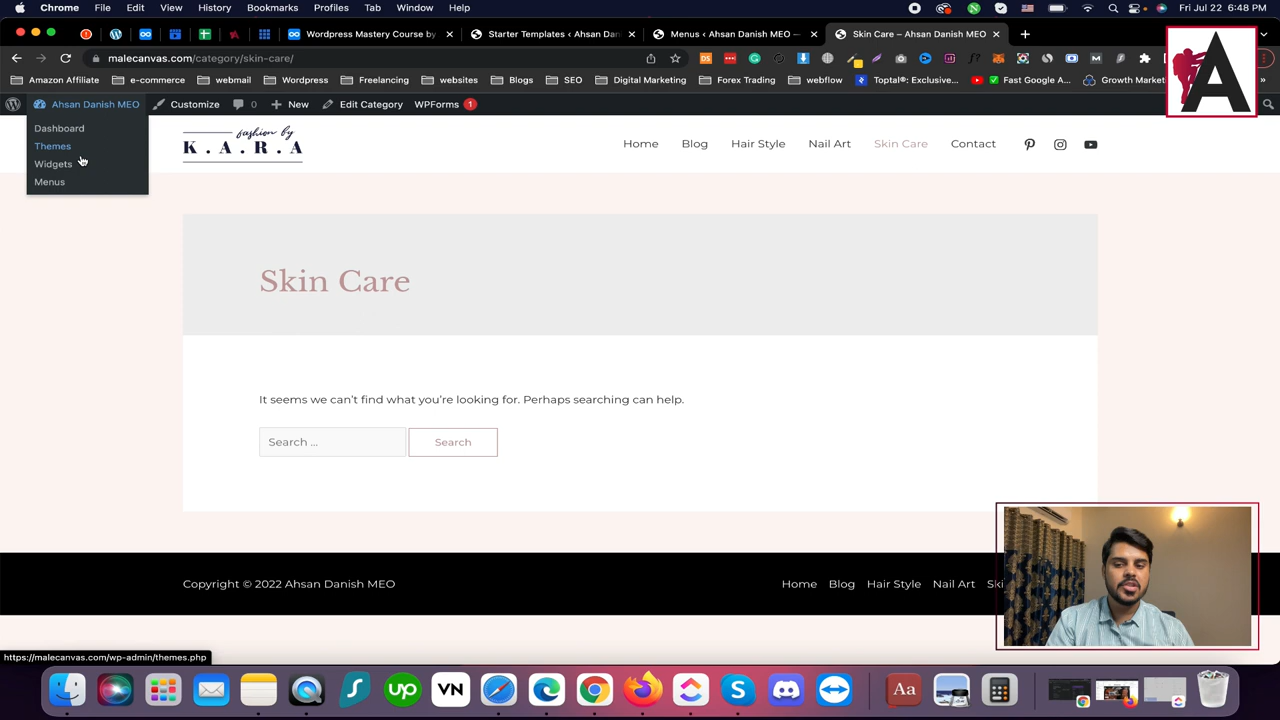 Chrome File Edit View History Bookmarks Profiles Tab Window Help Fri Jul 15 6:48 PM
Wordpress Mastery Course by Starter Templates ‹ Ahsan Dan Menus ‹ Ahsan Danish MEO — Skin Care – Ahsan Danish MEO
malecanvas.com/category/skin-care/
Amazon Affiliate e-commerce webmail Wordpress Freelancing websites Blogs SEO Digital Marketing Forex Trading webflow Toptal®: Exclusive... Fast Google A... Growth Market
Ahsan Danish MEO Customize 0 New Edit Category WPForms 1
Dashboard
Themes
Widgets
Menus
fashion by
K.A.R.A
Home Blog Hair Style Nail Art Skin Care Contact
A
Skin Care
It seems we can't find what you're looking for. Perhaps searching can help.
Search ... Search
Copyright © 2022 Ahsan Danish MEO Home Blog Hair Style Nail Art Ski
https://malecanvas.com/wp-admin/themes.php
up VN Aa